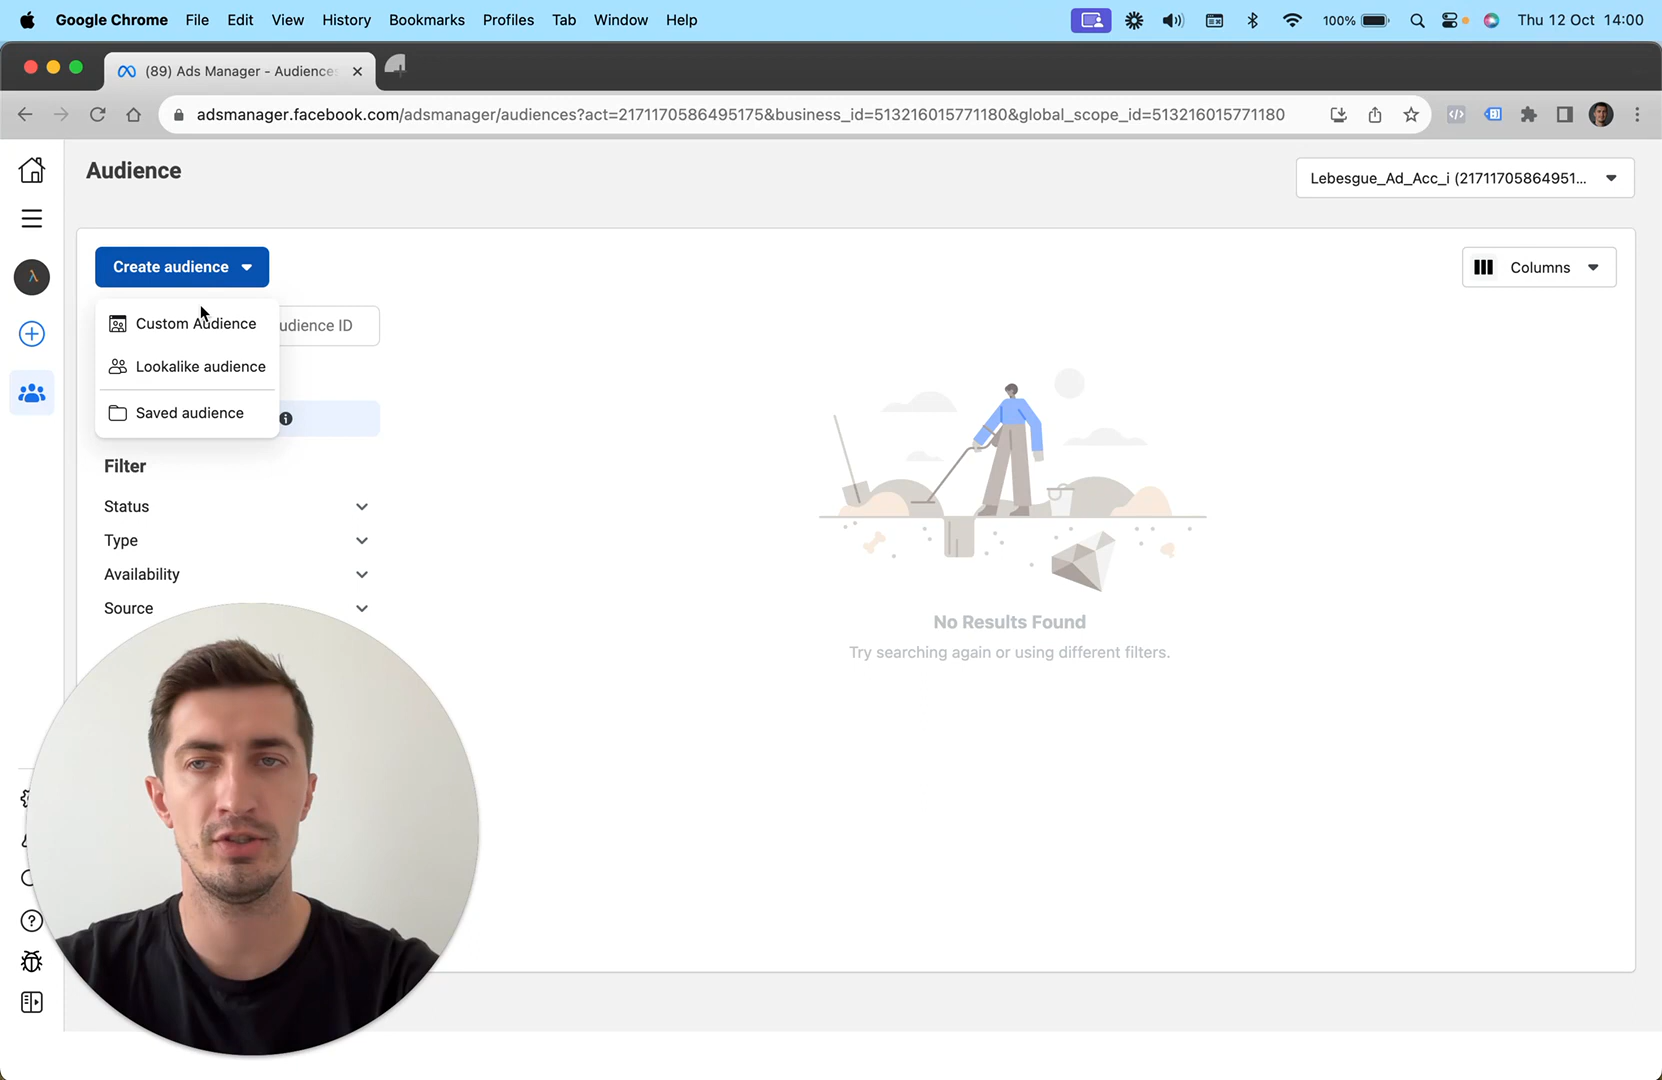 Google Chrome File Edit View History Bookmarks Profiles Tab Window Help 100% Thu 12 Oct 14:00
(89) Ads Manager - Audiences
adsmanager.facebook.com/adsmanager/audiences?act=2171170586495175&business_id=513216015771180&global_scope_id=513216015771180
Audience
Lebesgue_Ad_Acc_i (21711705864951...
Create audience
Columns
Custom Audience
udience ID
Lookalike audience
Saved audience
Filter
Status
Type
Availability
Source
No Results Found
Try searching again or using different filters.